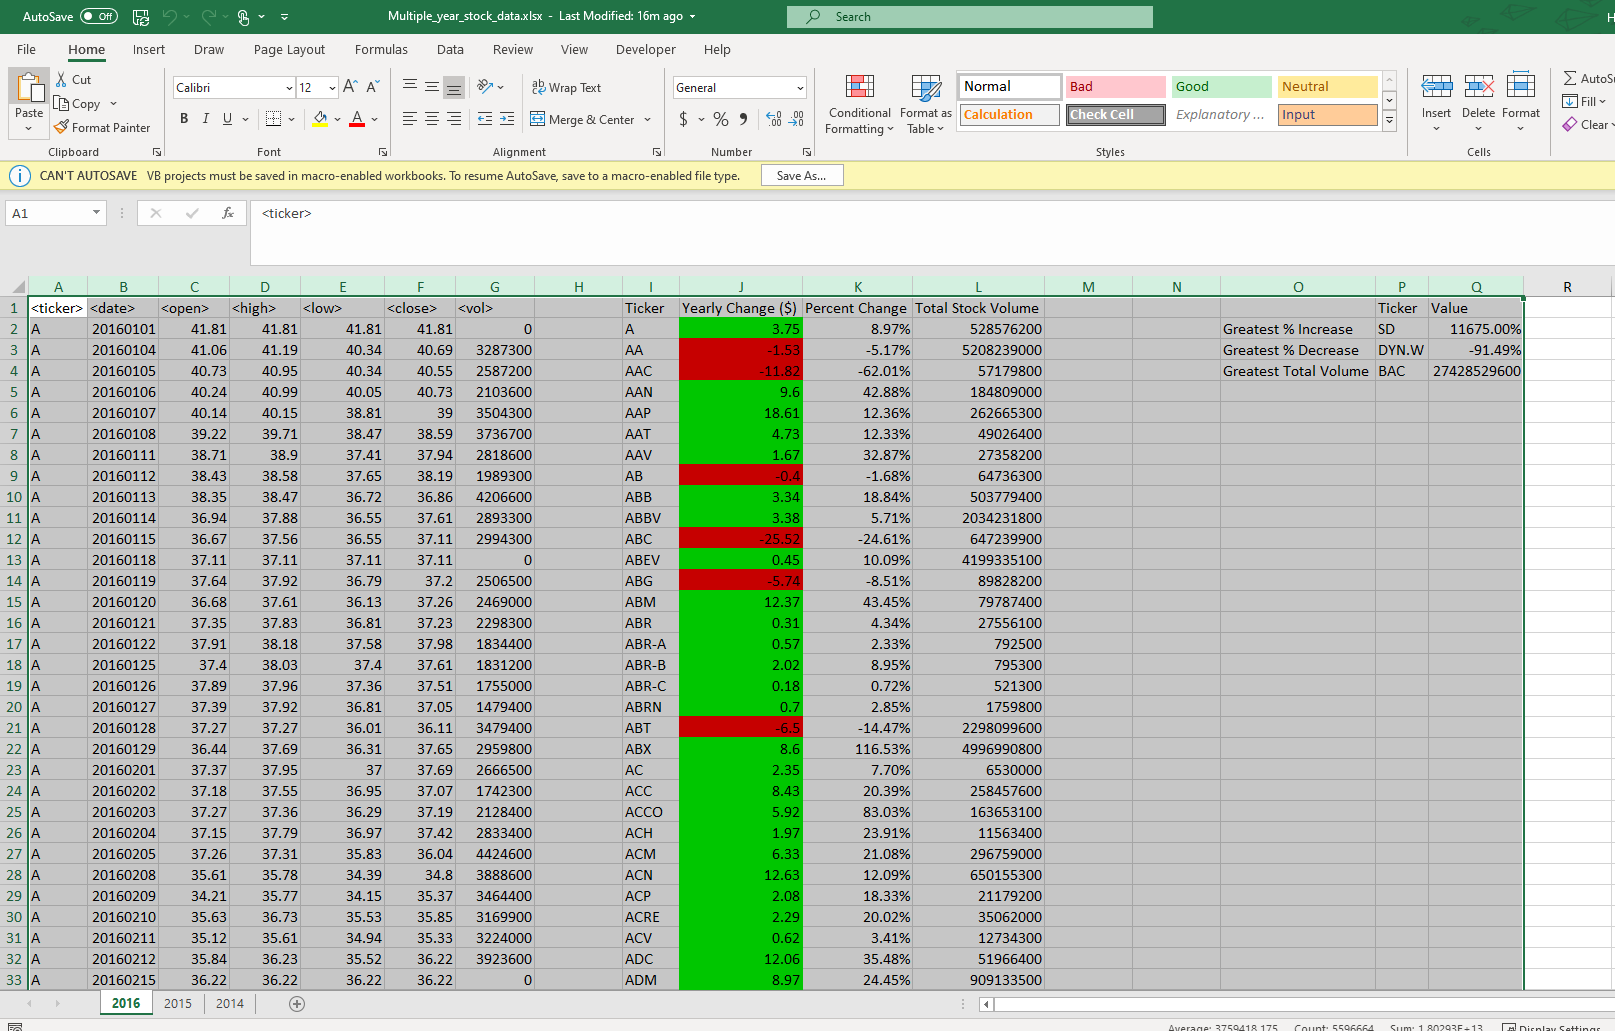 AutoSave Off Multiple_year_stock_data.xlsx - Last Modified: 16m ago Search
File Home Insert Draw Page Layout Formulas Data Review View Developer Help
Paste Cut Copy Format Painter Calibri 12 Wrap Text Merge & Center General Conditional Formatting Format as Table Normal Bad Good Neutral Calculation Check Cell Explanatory ... Input Insert Delete Format Fill Clear
Clipboard Font Alignment Number Styles Cells
CAN'T AUTOSAVE VB projects must be saved in macro-enabled workbooks. To resume AutoSave, save to a macro-enabled file type. Save As...
A1 fx <ticker>
A B C D E F G H I J K L M N O P Q R
1 <ticker> <date> <open> <high> <low> <close> <vol> Ticker Yearly Change ($) Percent Change Total Stock Volume Ticker Value
2 A 20160101 41.81 41.81 41.81 41.81 0 A 3.75 8.97% 528576200 Greatest % Increase SD 11675.00%
3 A 20160104 41.06 41.19 40.34 40.69 3287300 AA -1.53 -5.17% 5208239000 Greatest % Decrease DYN.W -91.49%
4 A 20160105 40.73 40.95 40.34 40.55 2587200 AAC -11.82 -62.01% 57179800 Greatest Total Volume BAC 27428529600
5 A 20160106 40.24 40.99 40.05 40.73 2103600 AAN 9.6 42.88% 184809000
6 A 20160107 40.14 40.15 38.81 39 3504300 AAP 18.61 12.36% 262665300
7 A 20160108 39.22 39.71 38.47 38.59 3736700 AAT 4.73 12.33% 49026400
8 A 20160111 38.71 38.9 37.41 37.94 2818600 AAV 1.67 32.87% 27358200
9 A 20160112 38.43 38.58 37.65 38.19 1989300 AB -0.4 -1.68% 64736300
10 A 20160113 38.35 38.47 36.72 36.86 4206600 ABB 3.34 18.84% 503779400
11 A 20160114 36.94 37.88 36.55 37.61 2893300 ABBV 3.38 5.71% 2034231800
12 A 20160115 36.67 37.56 36.55 37.11 2994300 ABC -25.52 -24.61% 647239900
13 A 20160118 37.11 37.11 37.11 37.11 0 ABEV 0.45 10.09% 4199335100
14 A 20160119 37.64 37.92 36.79 37.2 2506500 ABG -5.74 -8.51% 89828200
15 A 20160120 36.68 37.61 36.13 37.26 2469000 ABM 12.37 43.45% 79787400
16 A 20160121 37.35 37.83 36.81 37.23 2298300 ABR 0.31 4.34% 27556100
17 A 20160122 37.91 38.18 37.58 37.98 1834400 ABR-A 0.57 2.33% 792500
18 A 20160125 37.4 38.03 37.4 37.61 1831200 ABR-B 2.02 8.95% 795300
19 A 20160126 37.89 37.96 37.36 37.51 1755000 ABR-C 0.18 0.72% 521300
20 A 20160127 37.39 37.92 36.81 37.05 1479400 ABRN 0.7 2.85% 1759800
21 A 20160128 37.27 37.27 36.01 36.11 3479400 ABT -6.5 -14.47% 2298099600
22 A 20160129 36.44 37.69 36.31 37.65 2959800 ABX 8.6 116.53% 4996990800
23 A 20160201 37.37 37.95 37 37.69 2666500 AC 2.35 7.70% 6530000
24 A 20160202 37.18 37.55 36.95 37.07 1742300 ACC 8.43 20.39% 258457600
25 A 20160203 37.27 37.36 36.29 37.19 2128400 ACCO 5.92 83.03% 163653100
26 A 20160204 37.15 37.79 36.97 37.42 2833400 ACH 1.97 23.91% 11563400
27 A 20160205 37.26 37.31 35.83 36.04 4424600 ACM 6.33 21.08% 296759000
28 A 20160208 35.61 35.78 34.39 34.8 3888600 ACN 12.63 12.09% 650155300
29 A 20160209 34.21 35.77 34.15 35.37 3464400 ACP 2.08 18.33% 21179200
30 A 20160210 35.63 36.73 35.53 35.85 3169900 ACRE 2.29 20.02% 35062000
31 A 20160211 35.12 35.61 34.94 35.33 3224000 ACV 0.62 3.41% 12734300
32 A 20160212 35.84 36.23 35.52 36.22 3923600 ADC 12.06 35.48% 51966400
33 A 20160215 36.22 36.22 36.22 36.22 0 ADM 8.97 24.45% 909133500
2016 2015 2014
Average: 3759418.175 Count: 5596664 Sum: 1.80293E+13 Display Settings